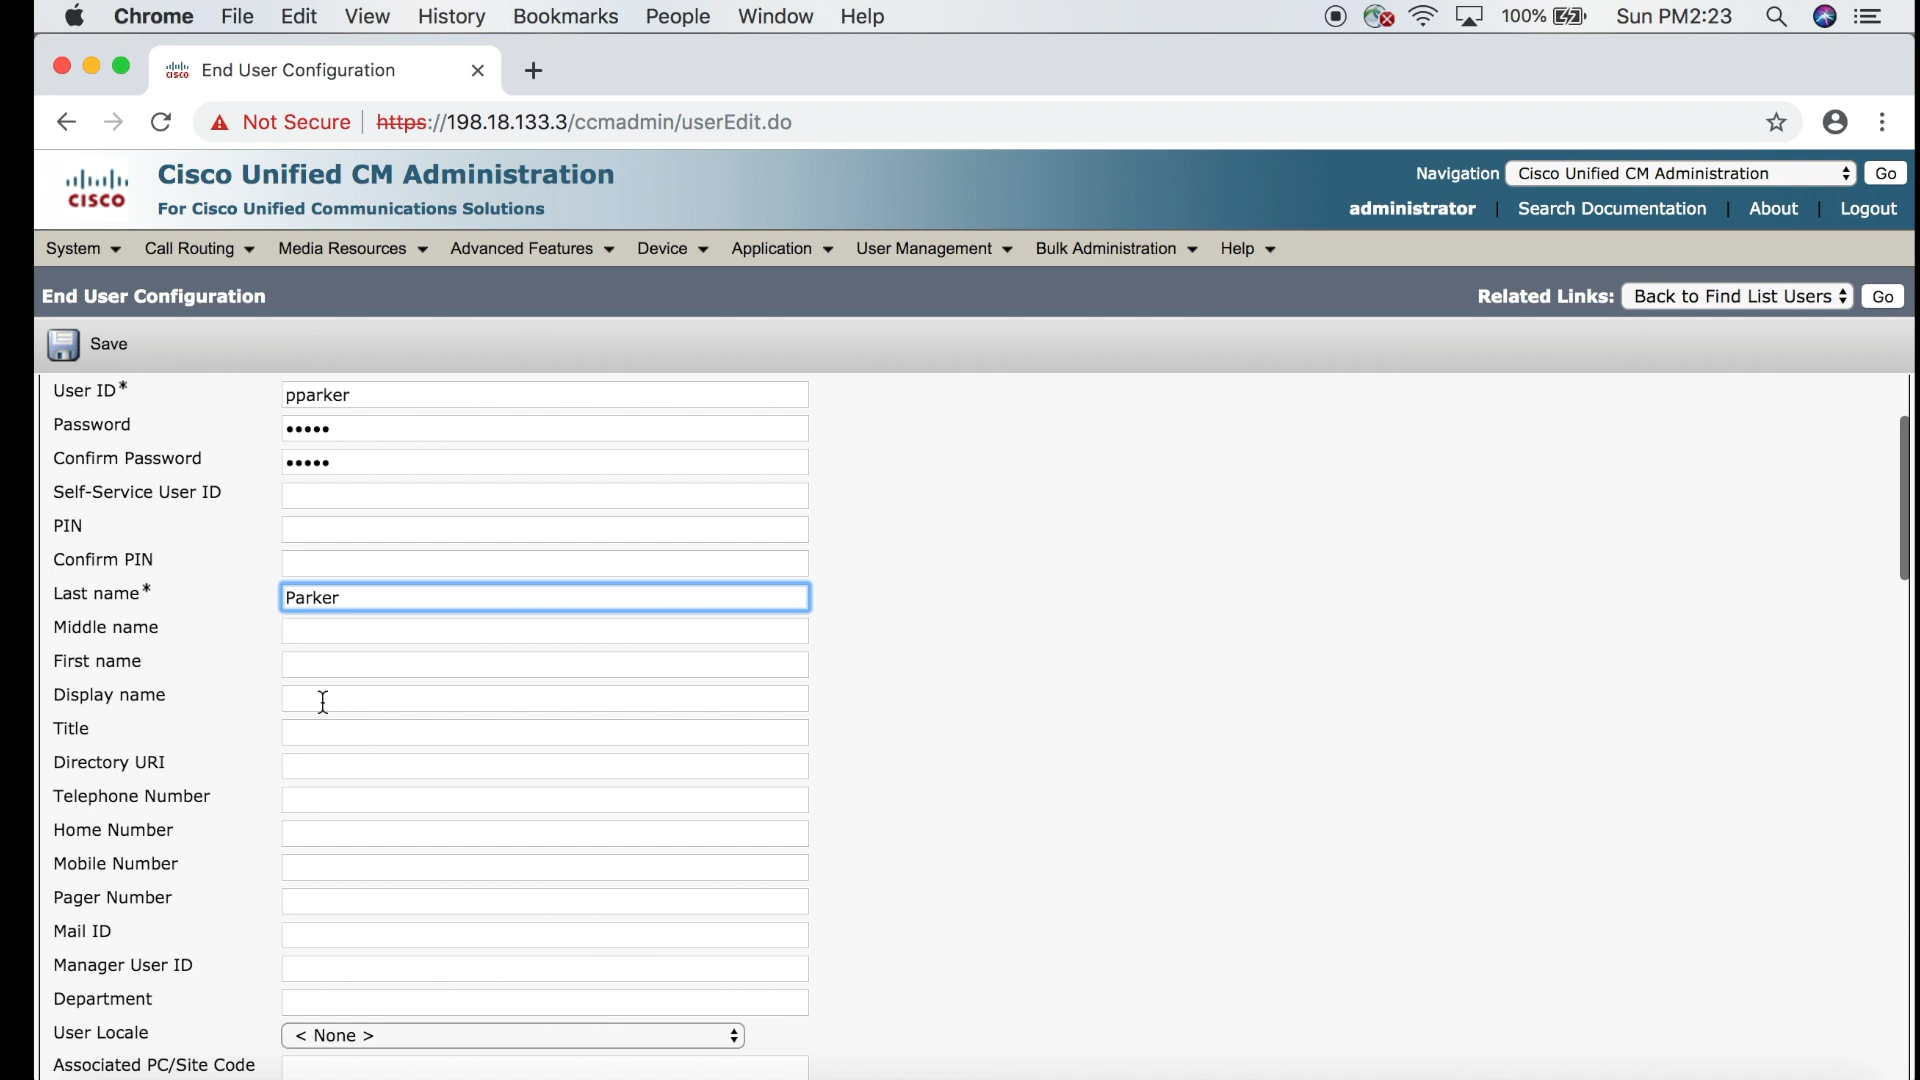 Chrome File Edit View History Bookmarks People Window Help 100% Sun PM2:23
End User Configuration
Not Secure https://198.18.133.3/ccmadmin/userEdit.do
Cisco Unified CM Administration
For Cisco Unified Communications Solutions
CISCO
Navigation Cisco Unified CM Administration Go
administrator | Search Documentation | About | Logout
System Call Routing Media Resources Advanced Features Device Application User Management Bulk Administration Help
End User Configuration Related Links: Back to Find List Users Go
Save
User ID* pparker
Password •••••
Confirm Password •••••
Self-Service User ID
PIN
Confirm PIN
Last name* Parker
Middle name
First name
Display name
Title
Directory URI
Telephone Number
Home Number
Mobile Number
Pager Number
Mail ID
Manager User ID
Department
User Locale < None >
Associated PC/Site Code